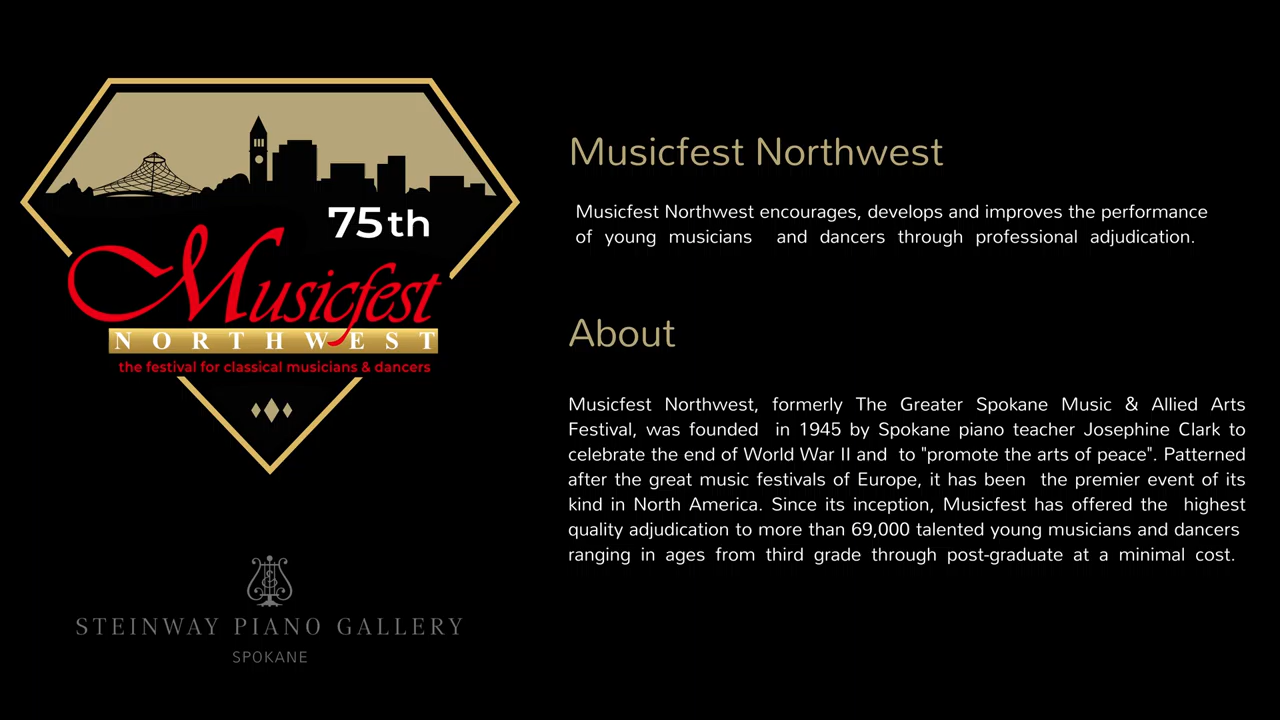 75th
Musicfest
NORTHWEST
the festival for classical musicians & dancers
STEINWAY PIANO GALLERY
SPOKANE
Musicfest Northwest
Musicfest Northwest encourages, develops and improves the performance
of young musicians and dancers through professional adjudication.
About
Musicfest Northwest, formerly The Greater Spokane Music & Allied Arts
Festival, was founded in 1945 by Spokane piano teacher Josephine Clark to
celebrate the end of World War II and to "promote the arts of peace". Patterned
after the great music festivals of Europe, it has been the premier event of its
kind in North America. Since its inception, Musicfest has offered the highest
quality adjudication to more than 69,000 talented young musicians and dancers
ranging in ages from third grade through post-graduate at a minimal cost.